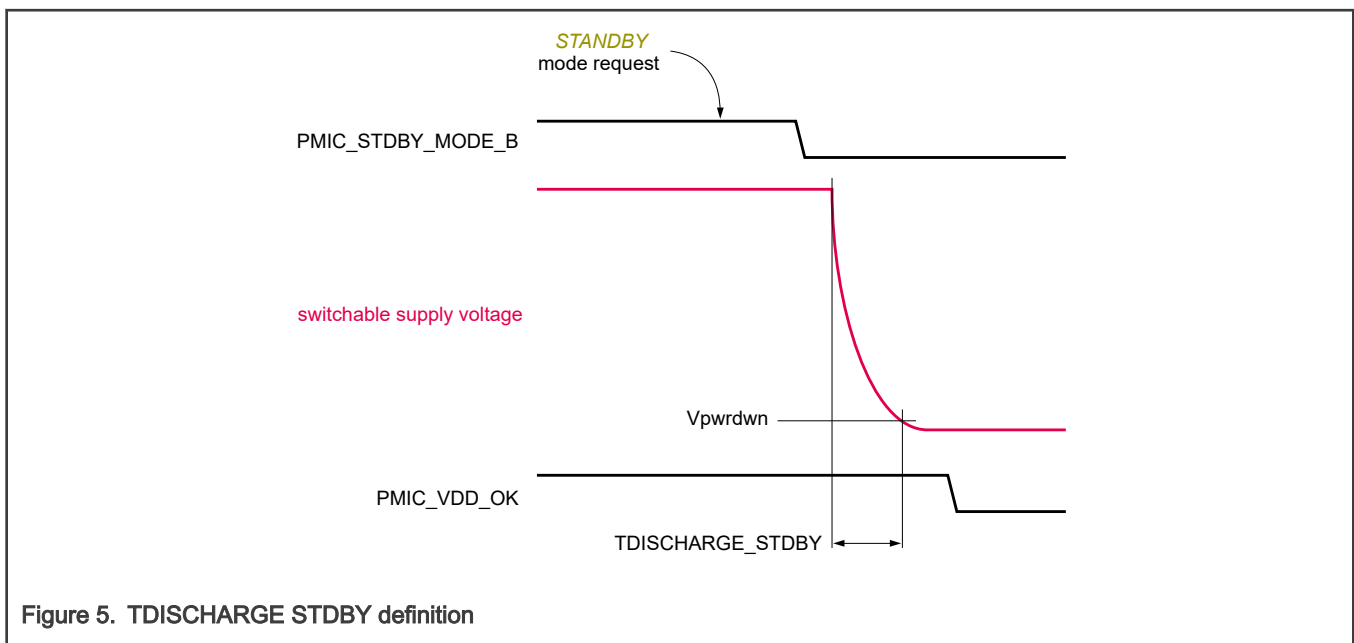 STANDBY
mode request
PMIC_STDBY_MODE_B
switchable supply voltage
Vpwrdwn
PMIC_VDD_OK
TDISCHARGE_STDBY
Figure 5. TDISCHARGE STDBY definition